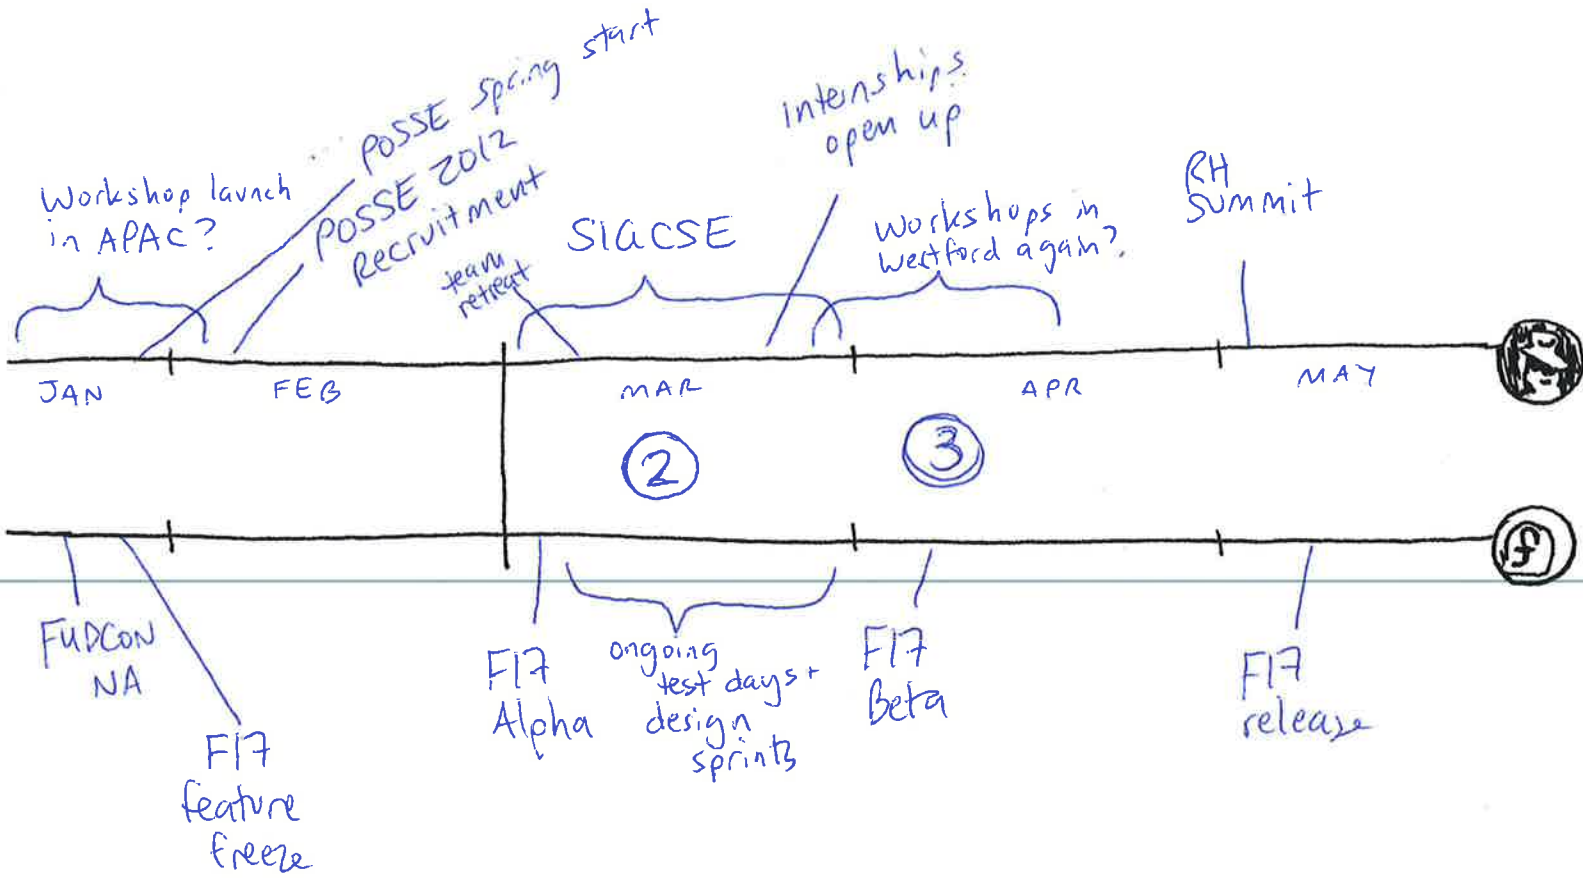 POSSE spring start
POSSE 2012
Recruitment
Workshop launch
in APAC?
team
retreat
SIGCSE
internships
open up
Workshops in
Westford again?
RH
SUMMIT
JAN
FEB
MAR
APR
MAY
2
3
f
FUDCON
NA
F17
feature
freeze
F17
Alpha
ongoing
test days +
design
sprints
F17
Beta
F17
release